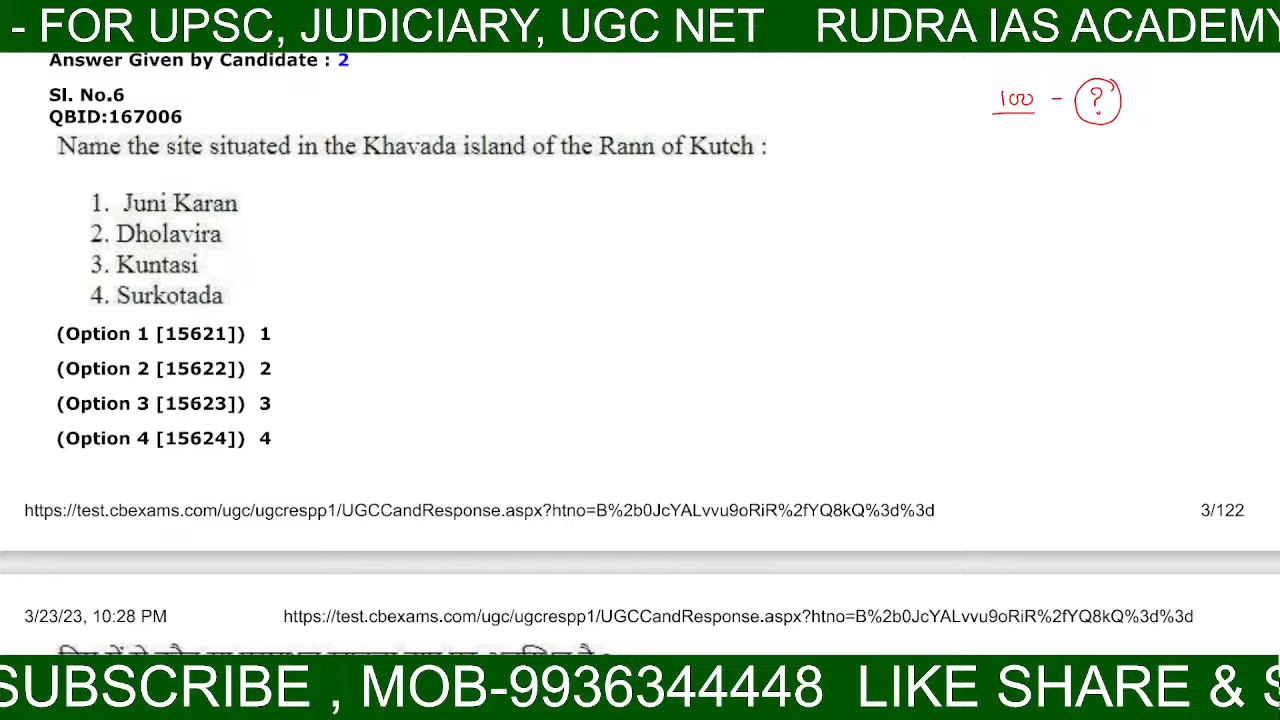 - FOR UPSC, JUDICIARY, UGC NET RUDRA IAS ACADEMY
Answer Given by Candidate : 2
Sl. No.6
QBID:167006
100 - ?
Name the site situated in the Khavada island of the Rann of Kutch :
1. Juni Karan
2. Dholavira
3. Kuntasi
4. Surkotada
(Option 1 [15621]) 1
(Option 2 [15622]) 2
(Option 3 [15623]) 3
(Option 4 [15624]) 4
https://test.cbexams.com/ugc/ugcrespp1/UGCCandResponse.aspx?htno=B%2b0JcYALvvu9oRiR%2fYQ8kQ%3d%3d 3/122
3/23/23, 10:28 PM https://test.cbexams.com/ugc/ugcrespp1/UGCCandResponse.aspx?htno=B%2b0JcYALvvu9oRiR%2fYQ8kQ%3d%3d
SUBSCRIBE , MOB-9936344448 LIKE SHARE & S